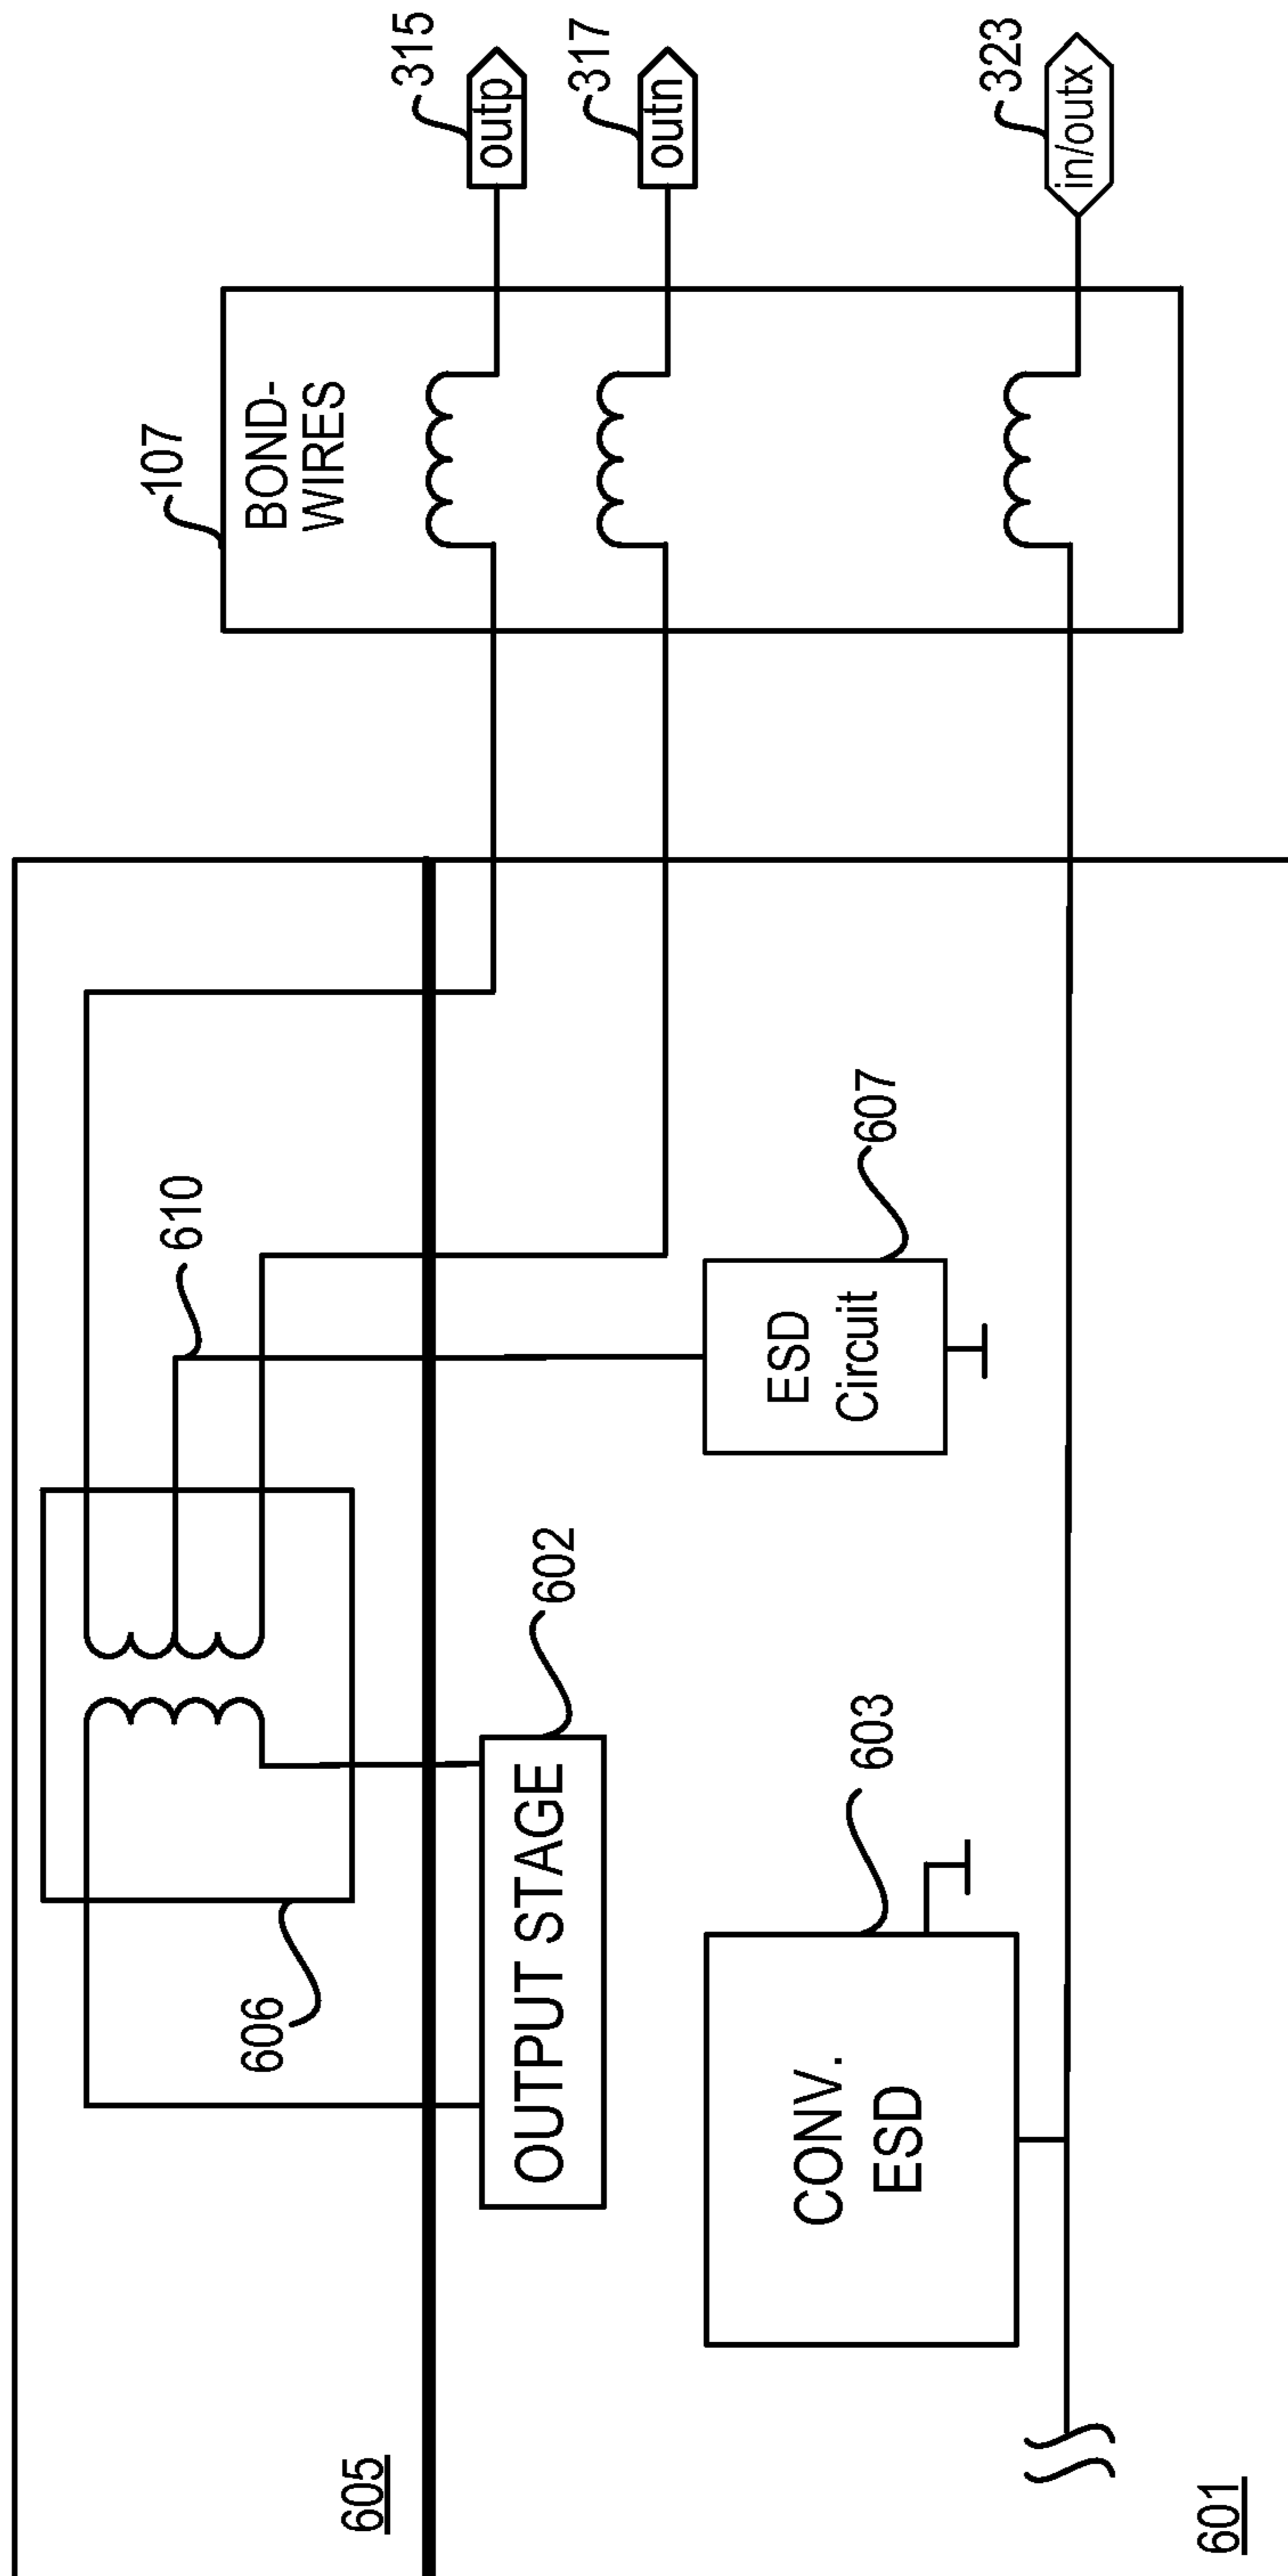 605
606
610
107
BOND-
WIRES
315
outp
317
outn
OUTPUT STAGE
602
ESD
Circuit
607
CONV.
ESD
603
323
in/outx
601